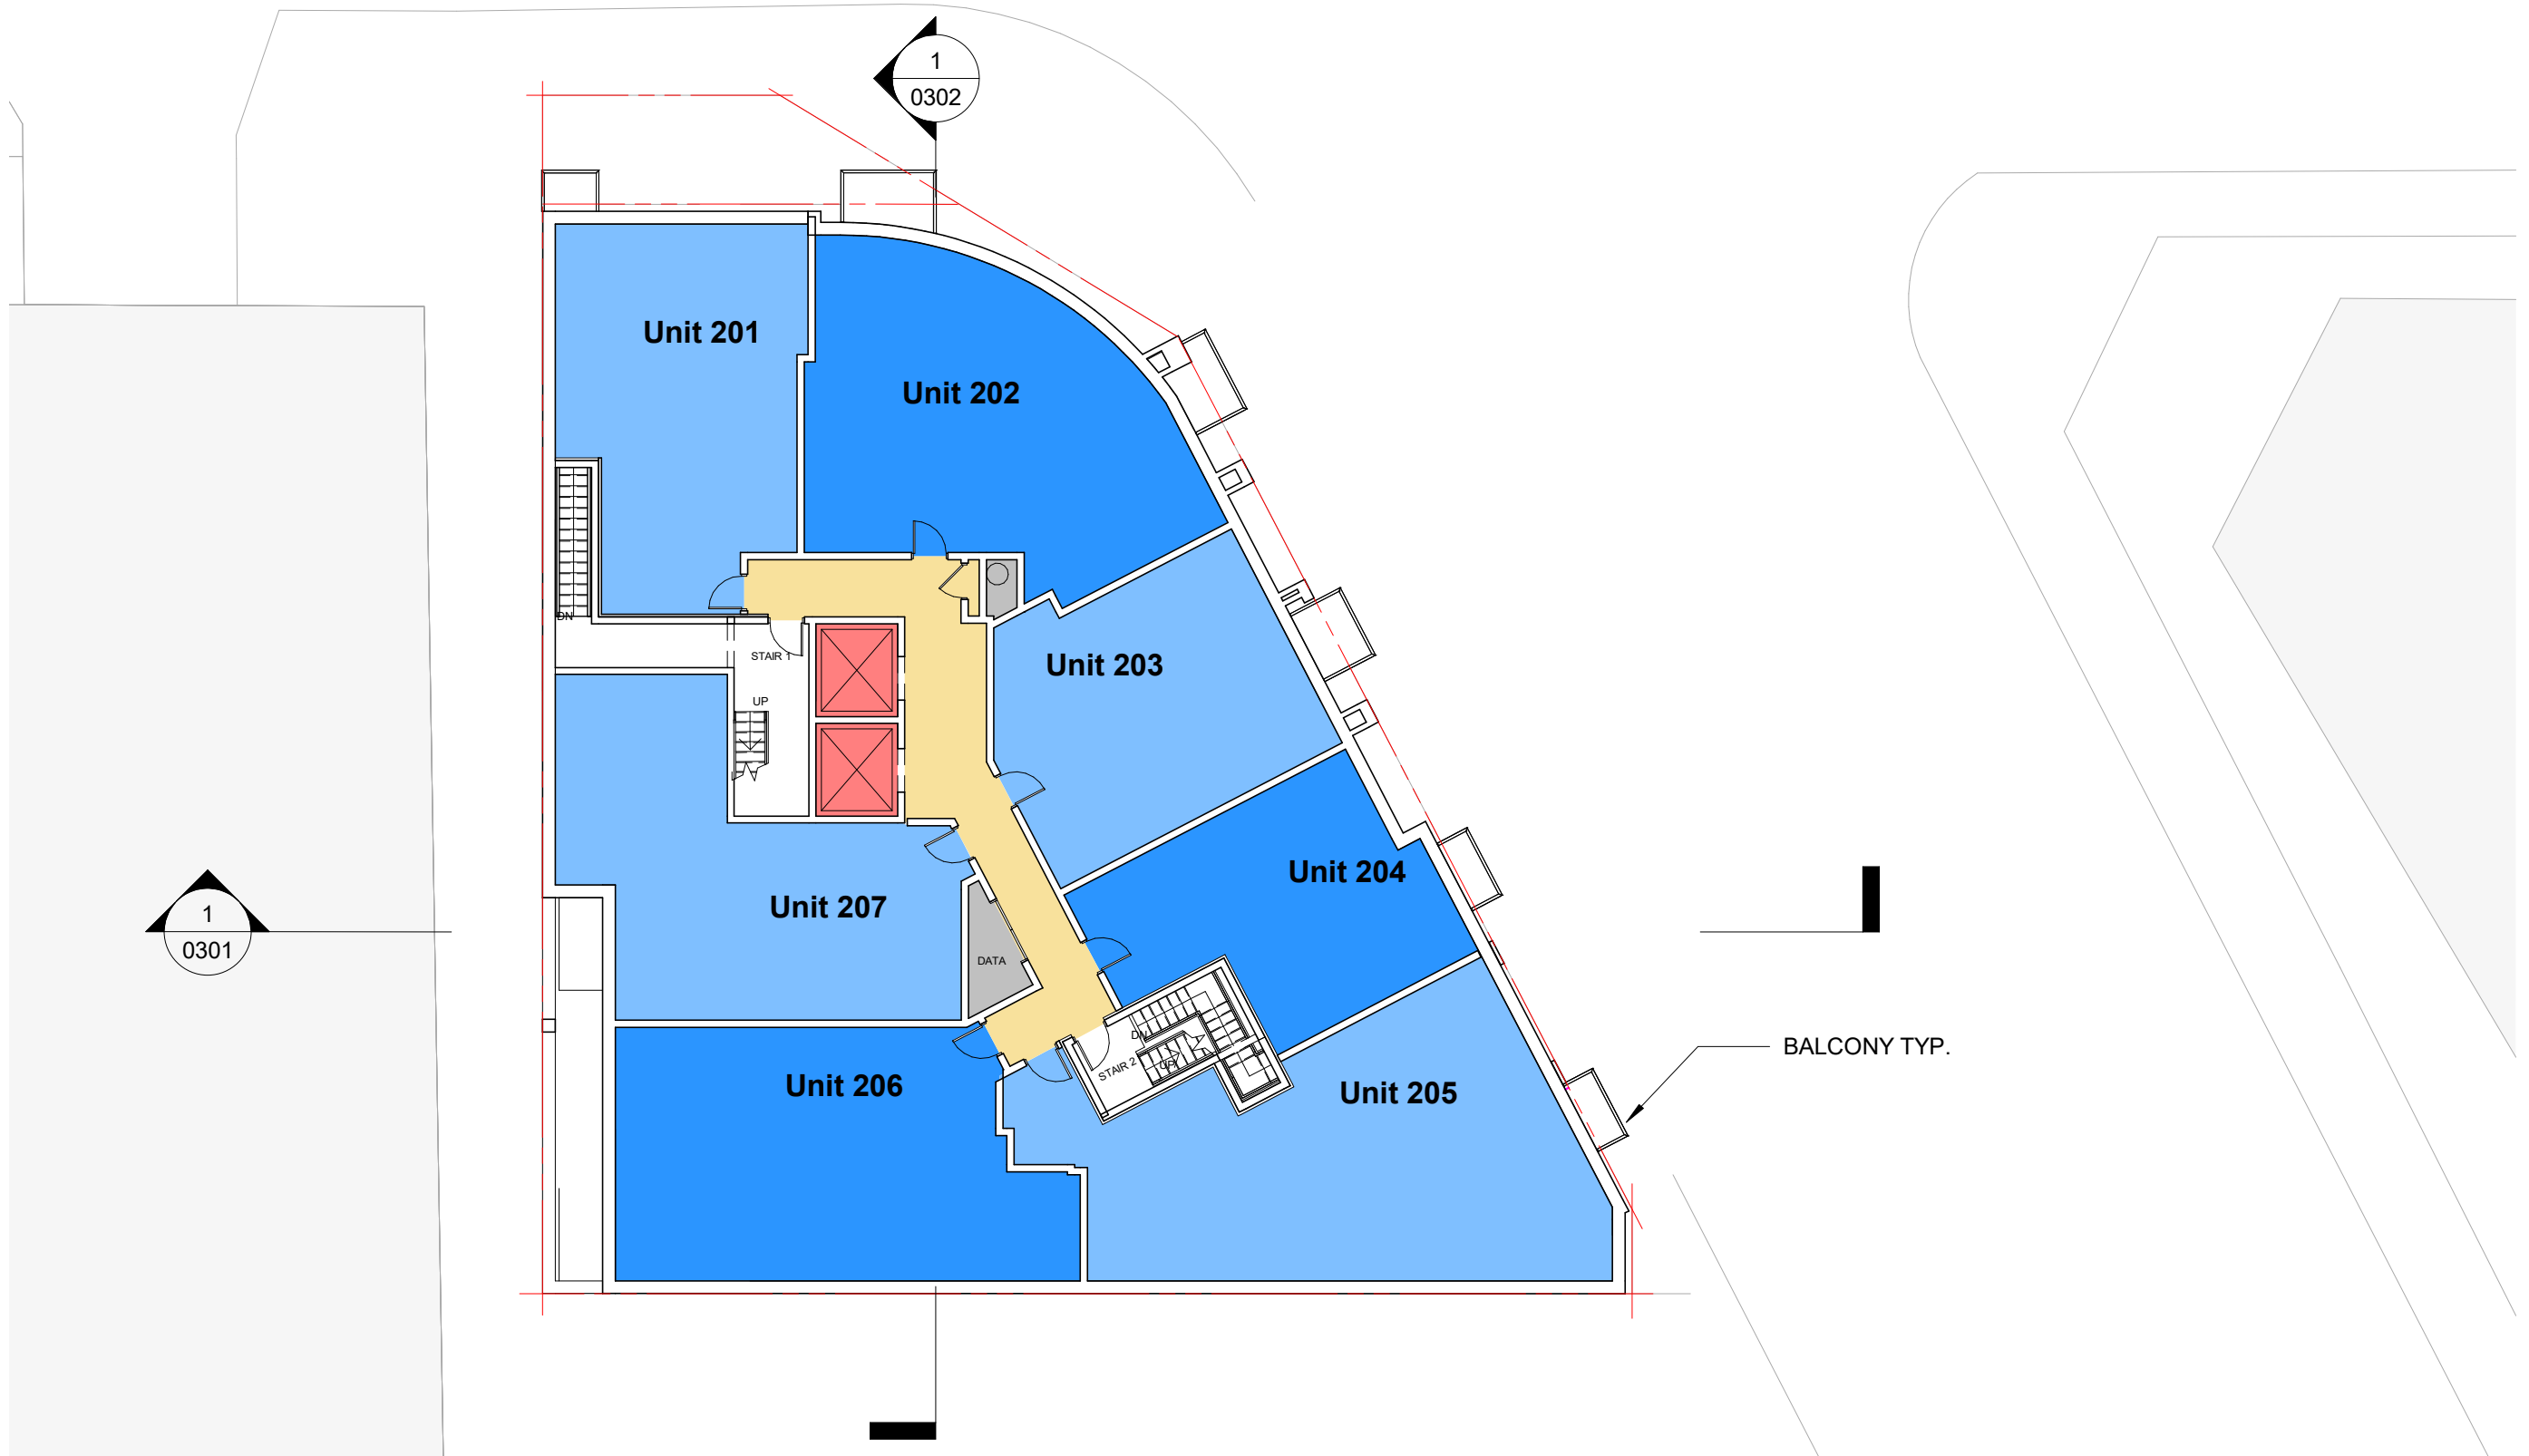 1
0302
Unit 201
Unit 202
DN
STAIR 1
Unit 203
UP
Unit 204
Unit 207
1
0301
DATA
DN
BALCONY TYP.
STAIR 2
UP
Unit 206
Unit 205